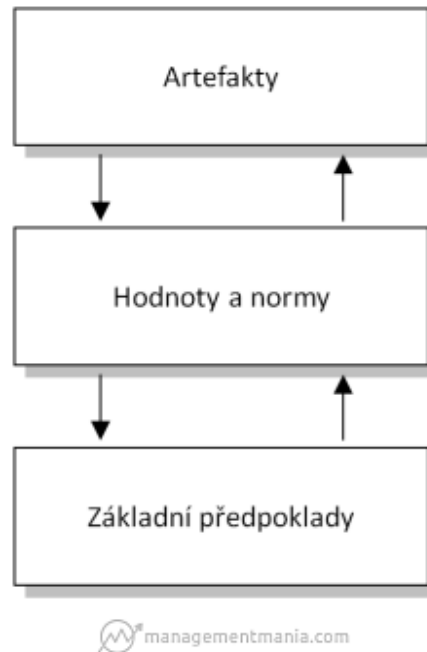 Artefakty
Hodnoty a normy
Základní předpoklady
managementmania.com